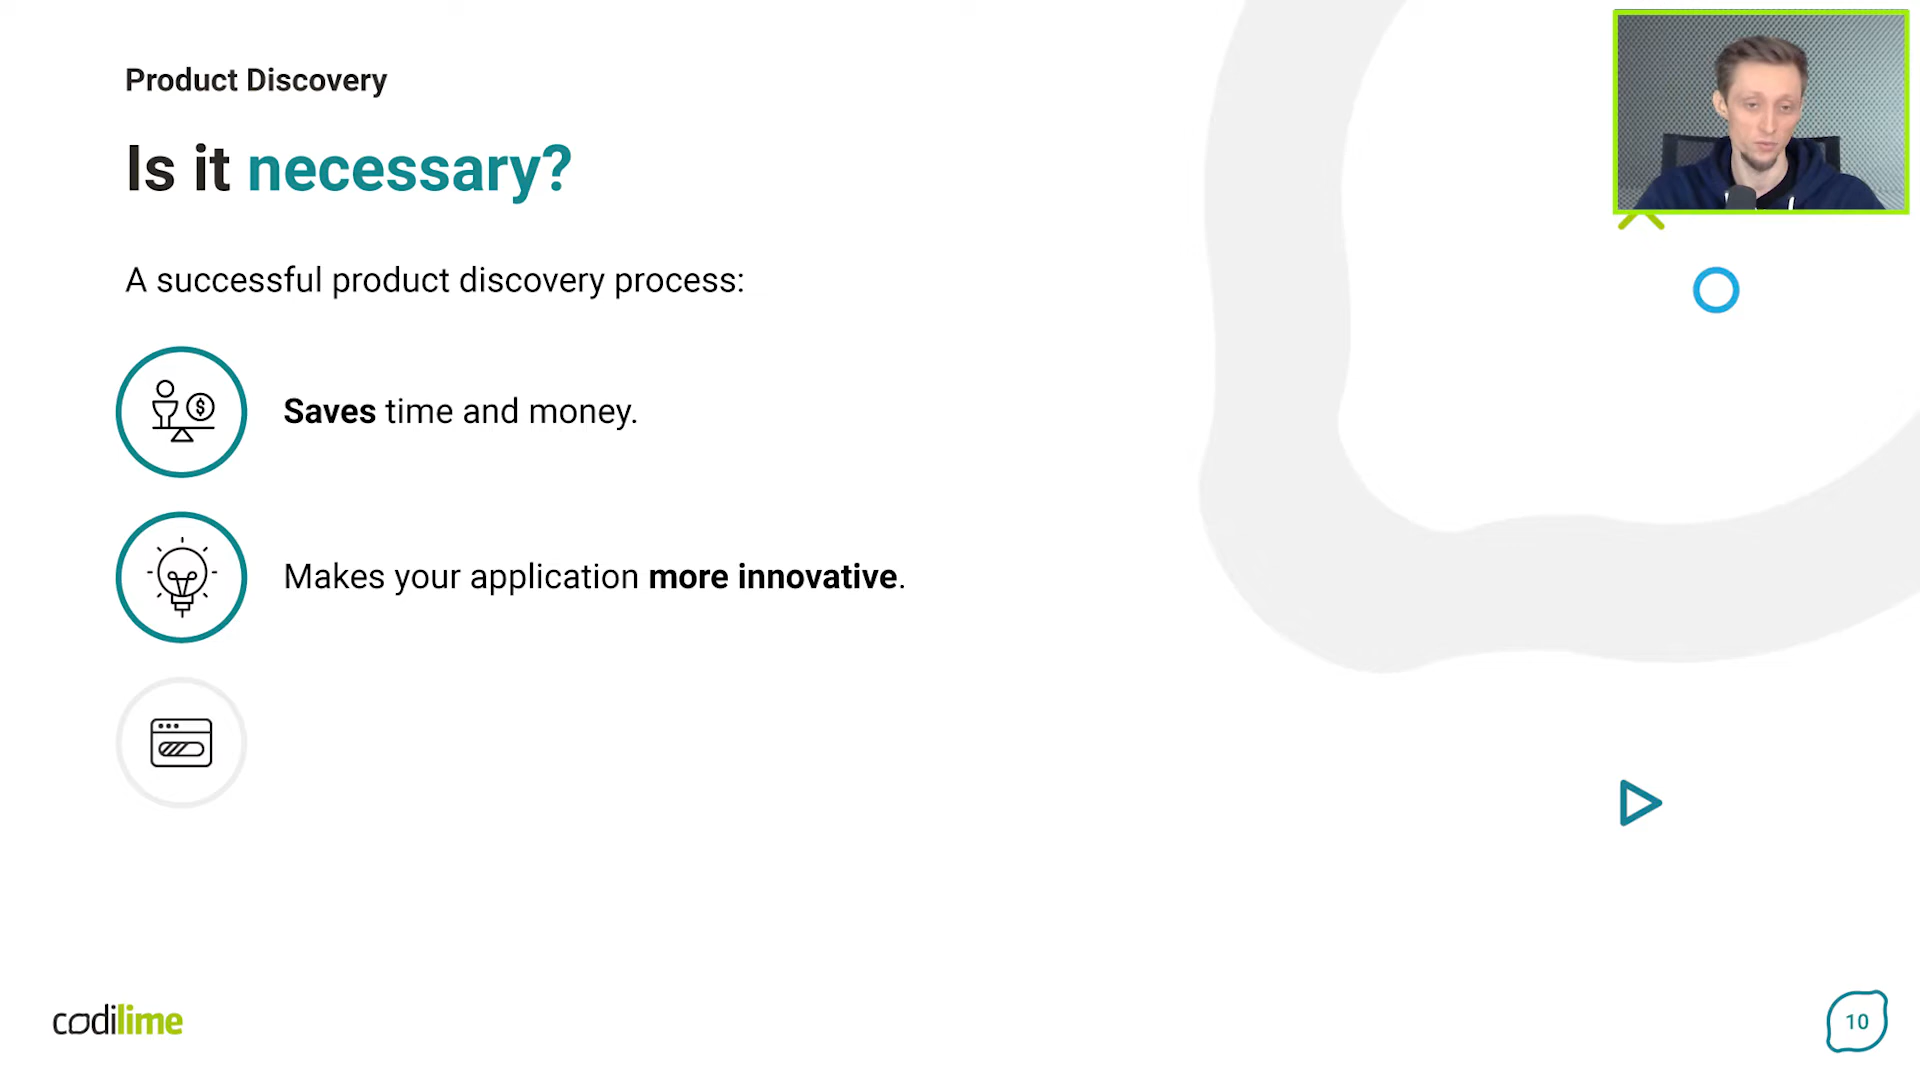 Product Discovery
Is it necessary?
A successful product discovery process:
$
Saves time and money.
Makes your application more innovative.
codilime
10